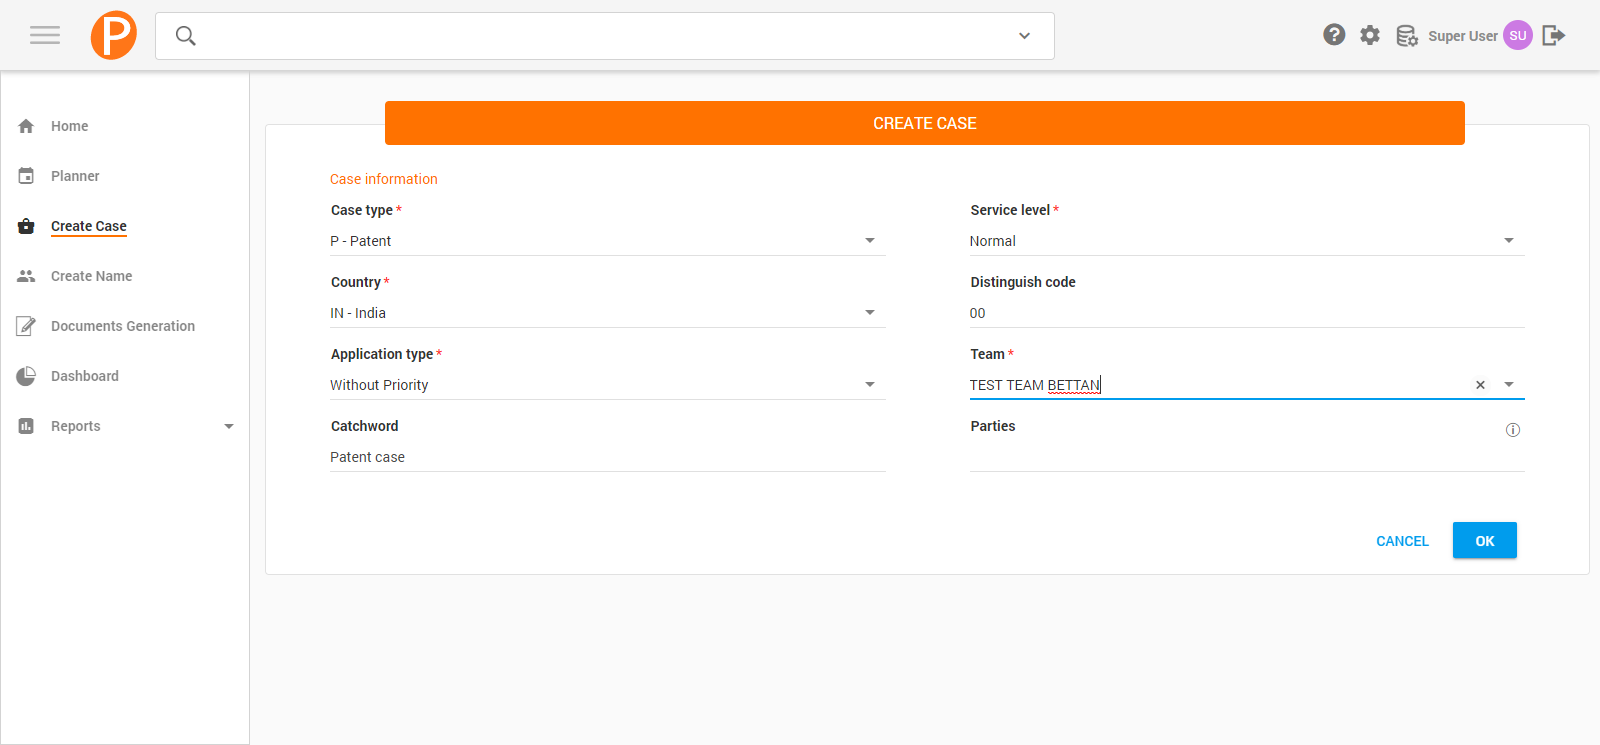 P
?
Super User
SU
Home
Planner
Create Case
Create Name
Documents Generation
Dashboard
Reports
CREATE CASE
Case information
Case type *
Service level *
P - Patent
Normal
Country *
Distinguish code
IN - India
00
Application type *
Team *
Without Priority
TEST TEAM BETTAN
Catchword
Parties
Patent case
CANCEL
OK